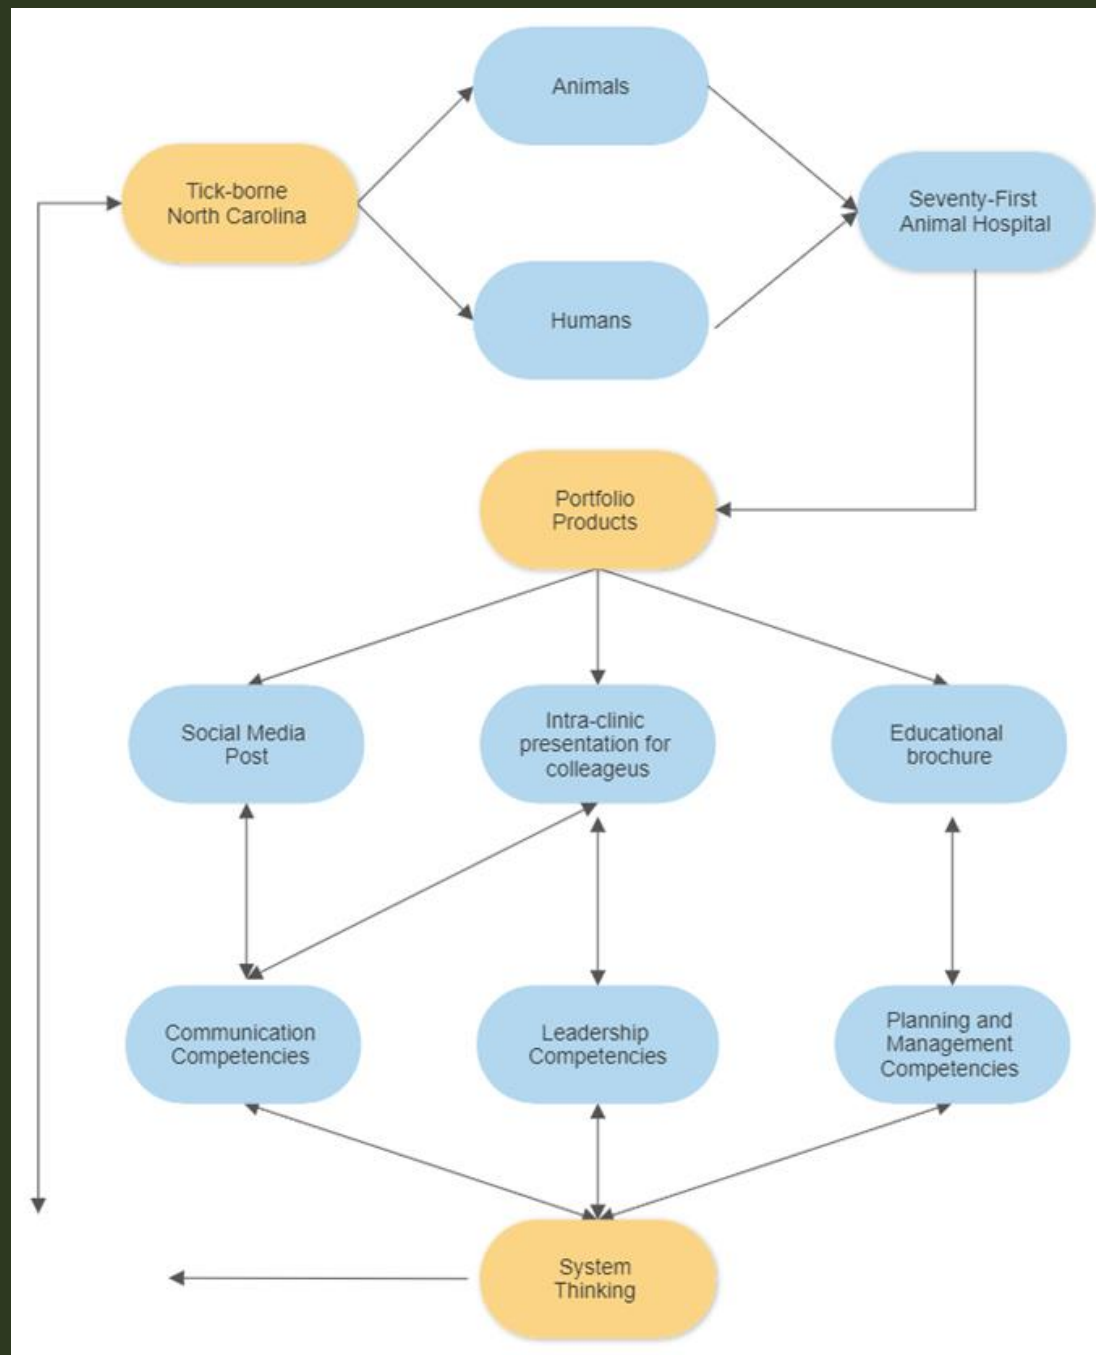 Animals
Tick-borne
North Carolina
Seventy-First
Animal Hospital
Humans
Portfolio
Products
Social Media
Post
Intra-clinic
presentation for
colleageus
Educational
brochure
Communication
Competencies
Leadership
Competencies
Planning and
Management
Competencies
System
Thinking